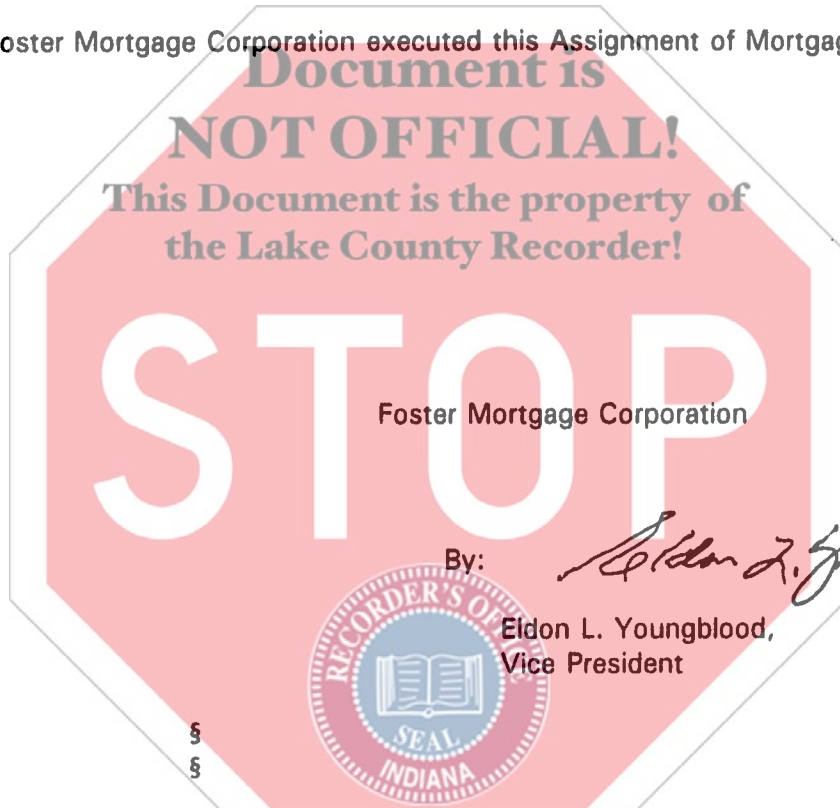 oster Mortgage Corporation executed this Assignment of Mortga
Document is
NOT OFFICIAL!
This Document is the property of
the Lake County Recorder!
STOP
Foster Mortgage Corporation
By:
Eldon L. Youngblood,
Vice President
RECORDER'S OFFICE
SEAL
INDIANA
§
§